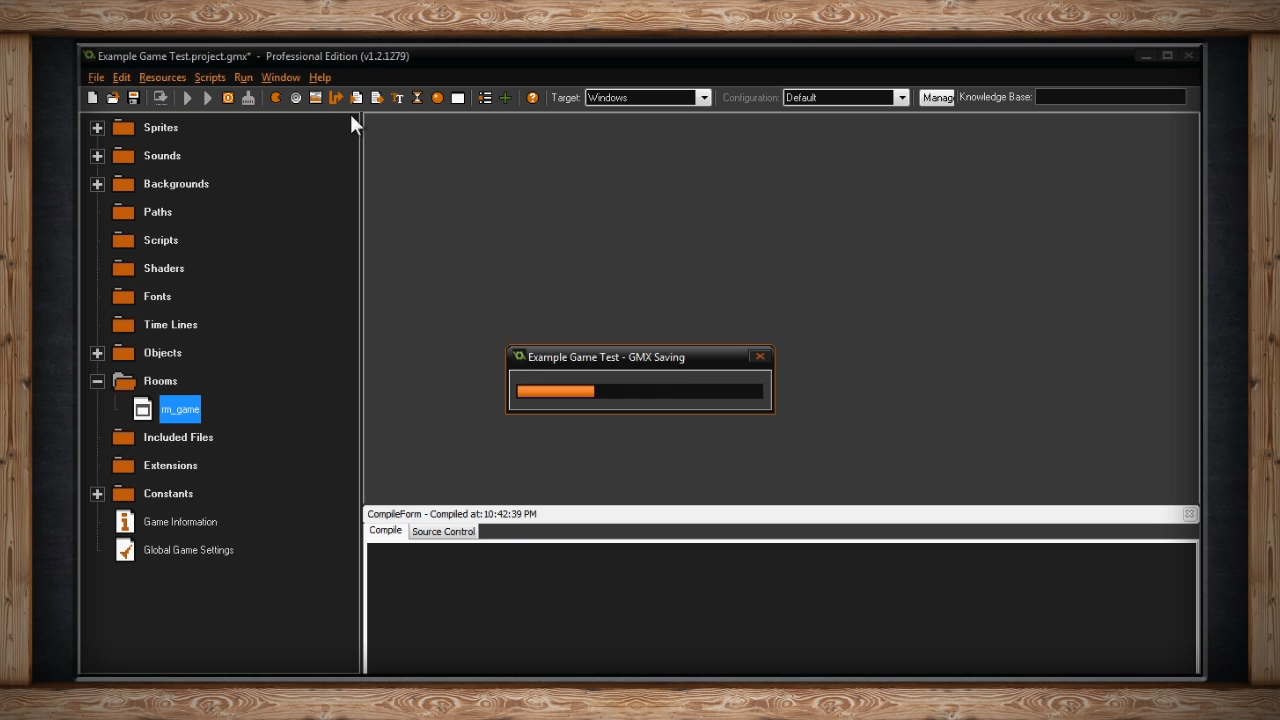 Example Game Test.project.gmx* - Professional Edition (v1.2.1279)
File Edit Resources Scripts Run Window Help
Target: Windows Configuration: Default Manag Knowledge Base:
Sprites
Sounds
Backgrounds
Paths
Scripts
Shaders
Fonts
Time Lines
Objects
Rooms
rm_game
Included Files
Extensions
Constants
Game Information
Global Game Settings
Example Game Test - GMX Saving
CompileForm - Compiled at:10:42:39 PM
Compile Source Control